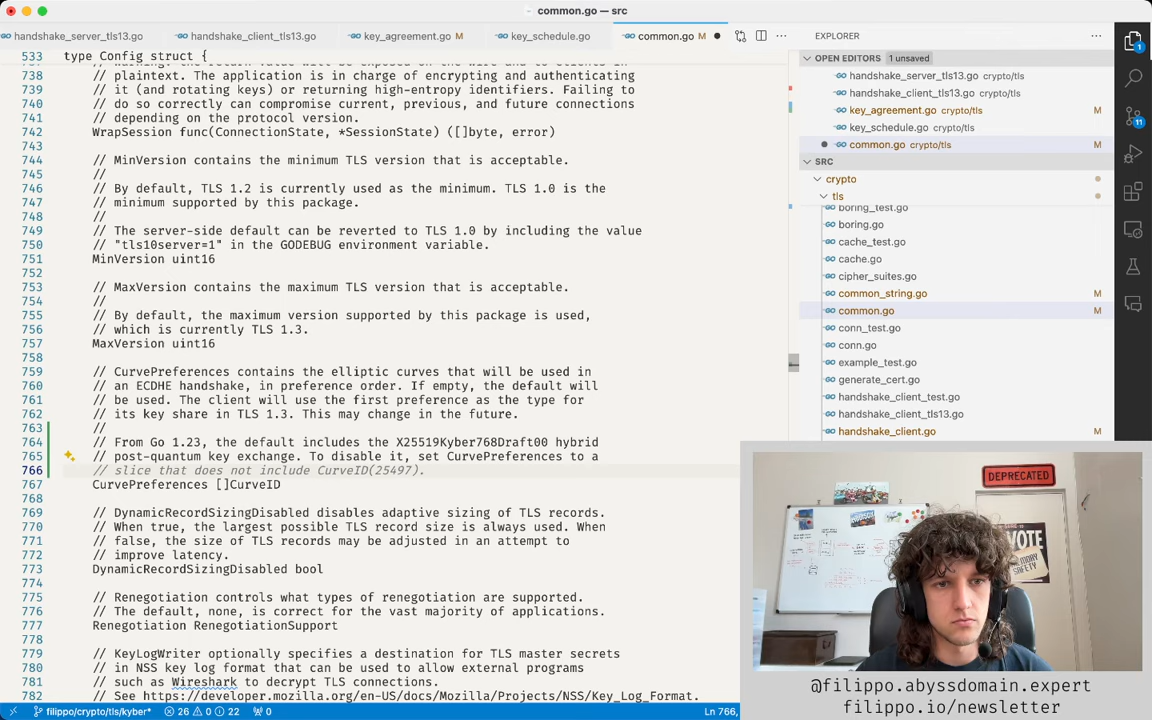 common.go — src
handshake_server_tls13.go
handshake_client_tls13.go
key_agreement.go M
key_schedule.go
common.go M
EXPLORER
533 type Config struct {
OPEN EDITORS 1 unsaved
738 // plaintext. The application is in charge of encrypting and authenticating
739 // it (and rotating keys) or returning high-entropy identifiers. Failing to
740 // do so correctly can compromise current, previous, and future connections
741 // depending on the protocol version.
742 WrapSession func(ConnectionState, *SessionState) ([]byte, error)
743
744 // MinVersion contains the minimum TLS version that is acceptable.
745 //
746 // By default, TLS 1.2 is currently used as the minimum. TLS 1.0 is the
747 // minimum supported by this package.
748 //
749 // The server-side default can be reverted to TLS 1.0 by including the value
750 // "tls10server=1" in the GODEBUG environment variable.
751 MinVersion uint16
752
753 // MaxVersion contains the maximum TLS version that is acceptable.
754 //
755 // By default, the maximum version supported by this package is used,
756 // which is currently TLS 1.3.
757 MaxVersion uint16
758
759 // CurvePreferences contains the elliptic curves that will be used in
760 // an ECDHE handshake, in preference order. If empty, the default will
761 // be used. The client will use the first preference as the type for
762 // its key share in TLS 1.3. This may change in the future.
763 //
764 // From Go 1.23, the default includes the X25519Kyber768Draft00 hybrid
765 // post-quantum key exchange. To disable it, set CurvePreferences to a
766 // slice that does not include CurveID(25497).
767 CurvePreferences []CurveID
768
769 // DynamicRecordSizingDisabled disables adaptive sizing of TLS records.
770 // When true, the largest possible TLS record size is always used. When
771 // false, the size of TLS records may be adjusted in an attempt to
772 // improve latency.
773 DynamicRecordSizingDisabled bool
774
775 // Renegotiation controls what types of renegotiation are supported.
776 // The default, none, is correct for the vast majority of applications.
777 Renegotiation RenegotiationSupport
778
779 // KeyLogWriter optionally specifies a destination for TLS master secrets
780 // in NSS key log format that can be used to allow external programs
781 // such as Wireshark to decrypt TLS connections.
782 // See https://developer.mozilla.org/en-US/docs/Mozilla/Projects/NSS/Key_Log_Format.
handshake_server_tls13.go crypto/tls
handshake_client_tls13.go crypto/tls
key_agreement.go crypto/tls M
key_schedule.go crypto/tls
common.go crypto/tls M
SRC
crypto
tls
boring_test.go
boring.go
cache_test.go
cache.go
cipher_suites.go
common_string.go M
common.go M
conn_test.go
conn.go
example_test.go
generate_cert.go
handshake_client_test.go
handshake_client_tls13.go
handshake_client.go M
1
11
DEPRECATED
VOTE
SAFETY
@filippo.abyssdomain.expert
filippo.io/newsletter
filippo/crypto/tls/kyber* 26 0 22 0 Ln 766,